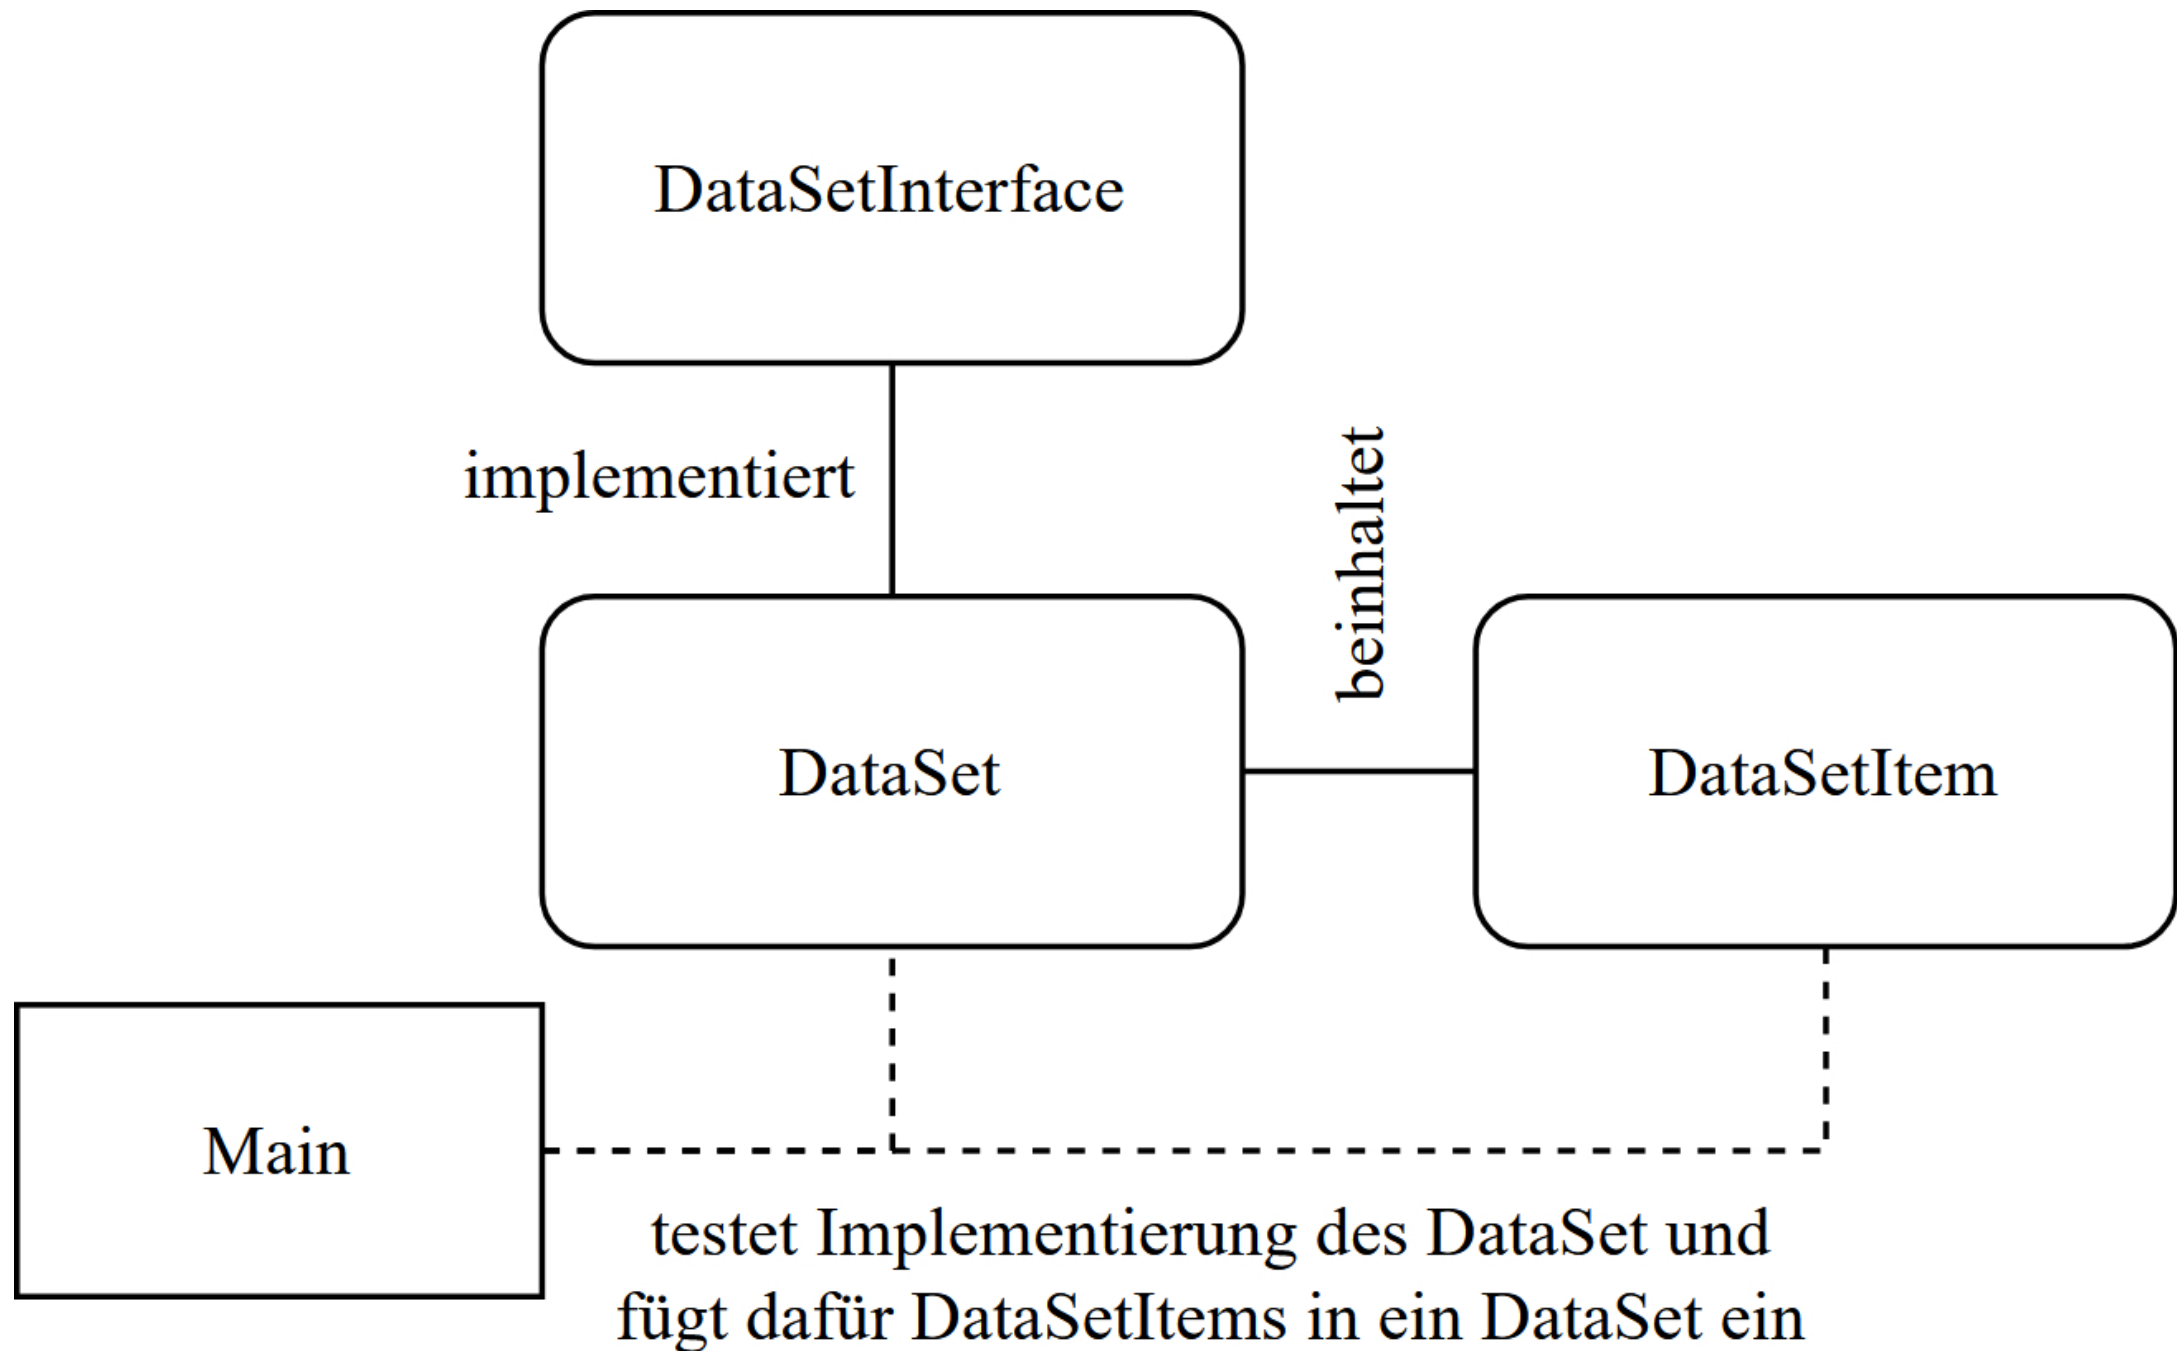 DataSetInterface
implementiert
beinhaltet
DataSet
DataSetItem
Main
testet Implementierung des DataSet und
fügt dafür DataSetItems in ein DataSet ein